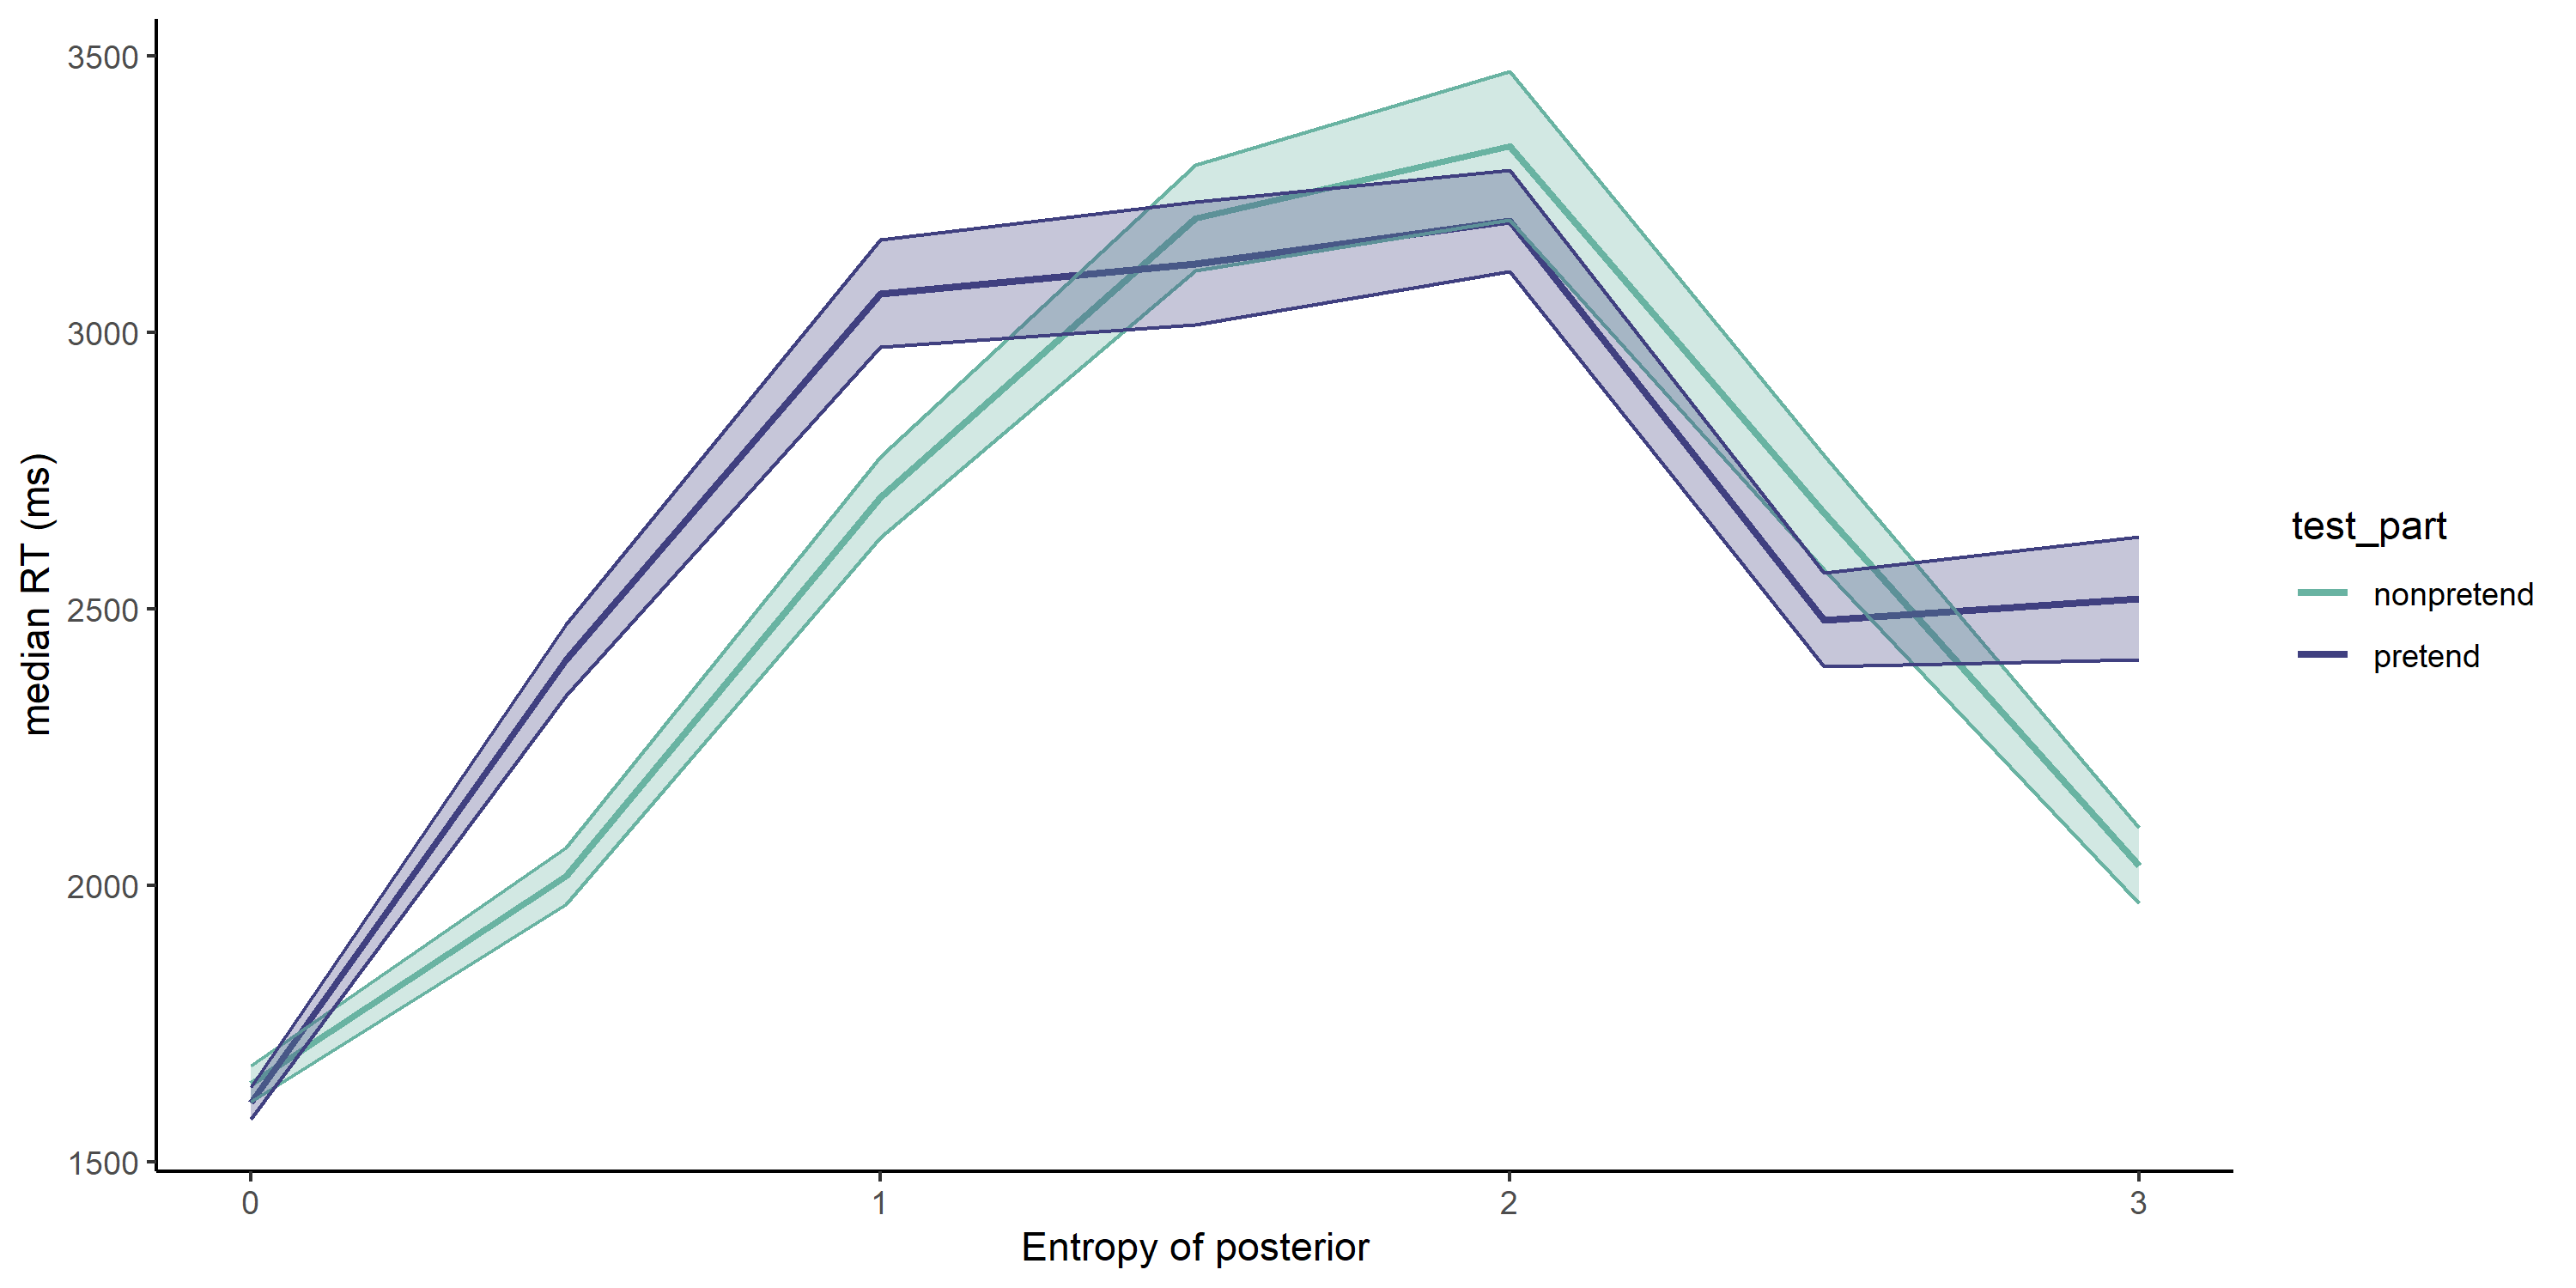 3500
3000
2500
2000
1500
median RT (ms)
0 1 2 3
Entropy of posterior
test_part
nonpretend
pretend